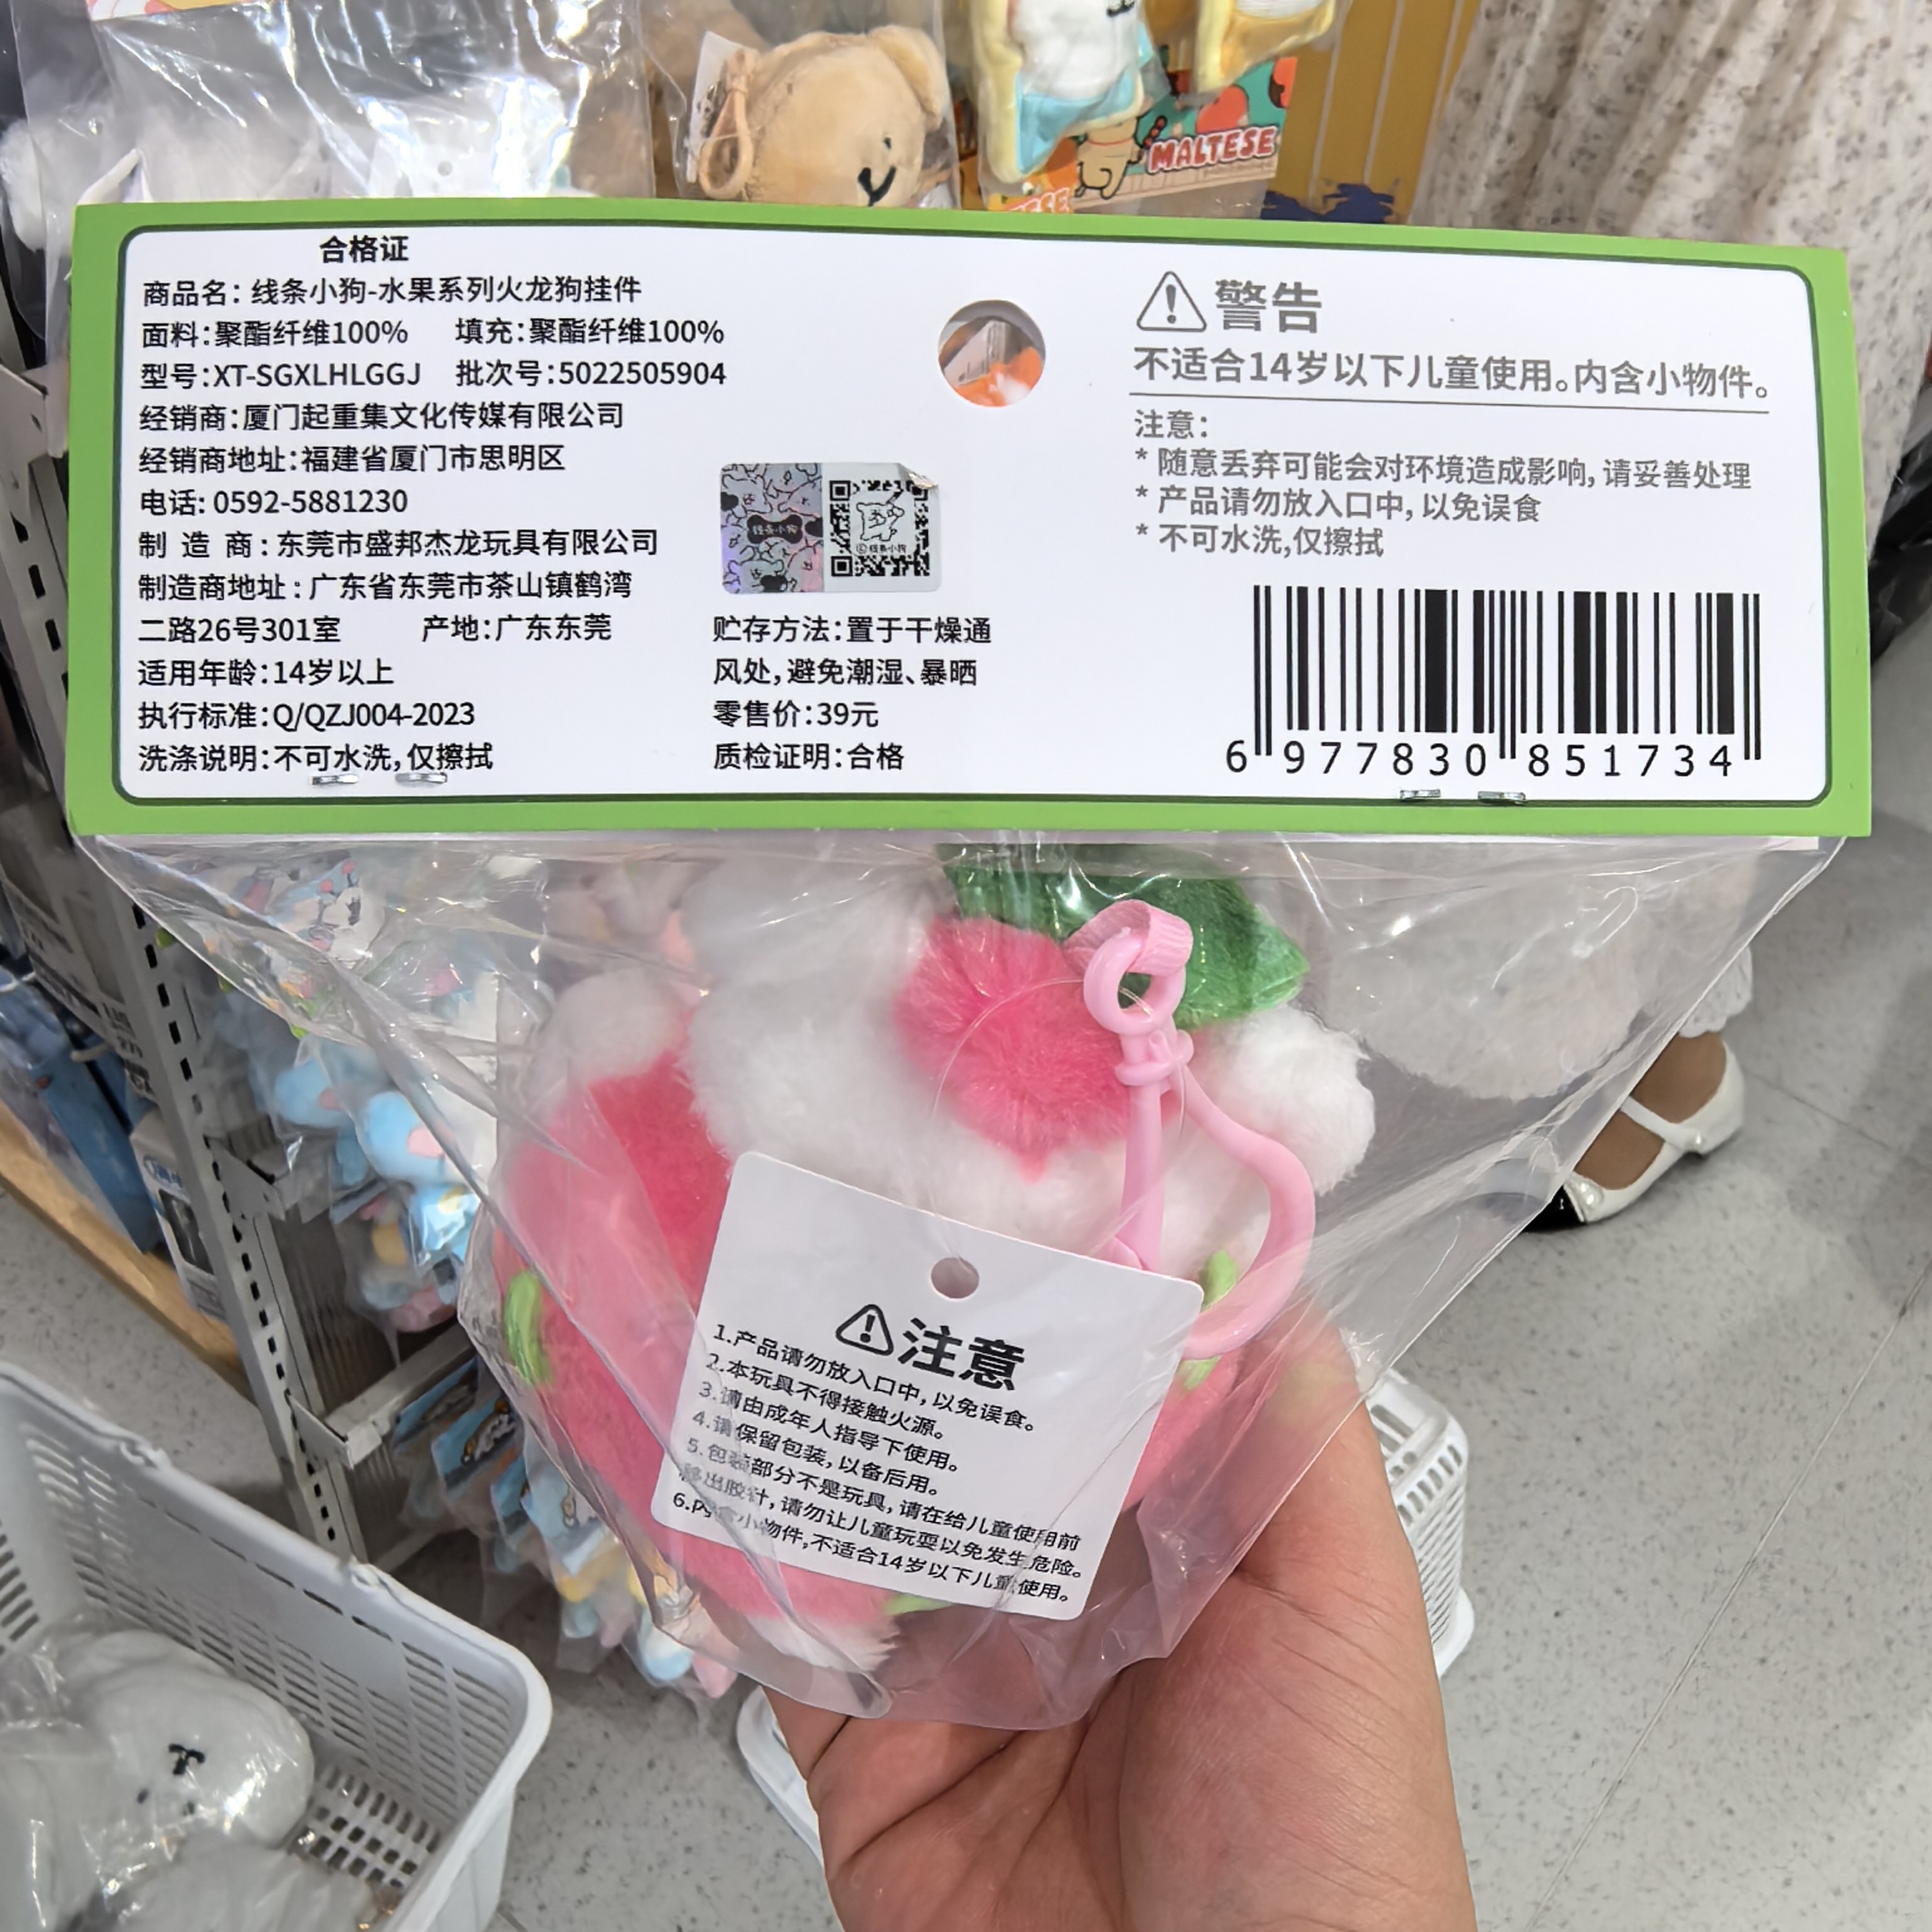 MALTESE
合格证
商品名：线条小狗-水果系列火龙狗挂件
面料：聚酯纤维100%　填充：聚酯纤维100%
型号：XT-SGXLHLGGJ　批次号：5022505904
经销商：厦门起重集文化传媒有限公司
经销商地址：福建省厦门市思明区
电话：0592-5881230
制 造 商：东莞市盛邦杰龙玩具有限公司
制造商地址：广东省东莞市茶山镇鹤湾
二路26号301室　产地：广东东莞
适用年龄：14岁以上
执行标准：Q/QZJ004-2023
洗涤说明：不可水洗，仅擦拭
线条小狗
©线条小狗
贮存方法：置于干燥通
风处，避免潮湿、暴晒
零售价：39元
质检证明：合格
警告
不适合14岁以下儿童使用。内含小物件。
注意：
* 随意丢弃可能会对环境造成影响，请妥善处理
* 产品请勿放入口中，以免误食
* 不可水洗,仅擦拭
6 977830 851734
注意
1.产品请勿放入口中，以免误食。
2.本玩具不得接触火源。
3.请由成年人指导下使用。
4.请保留包装，以备后用。
5.包装部分不是玩具，请在给儿童使用前
移出胶针，请勿让儿童玩耍以免发生危险。
6.内含小物件,不适合14岁以下儿童使用。